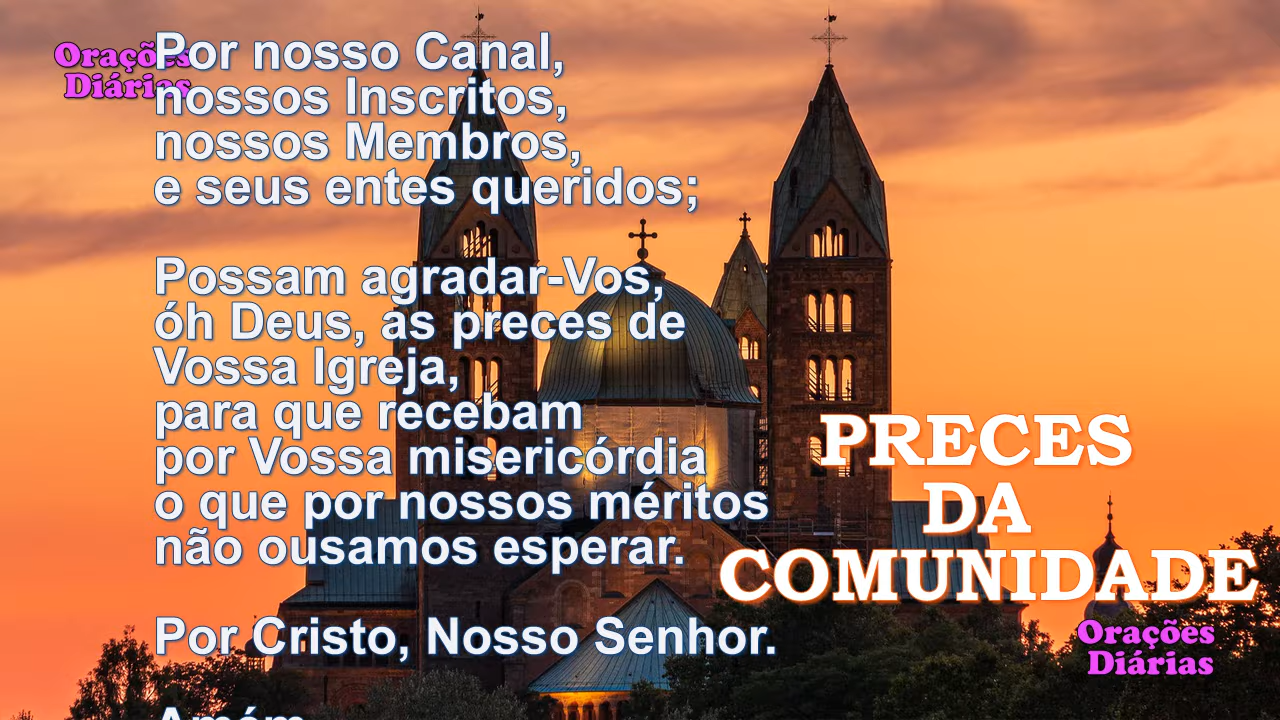 Orações
Diárias
Por nosso Canal,
nossos Inscritos,
nossos Membros,
e seus entes queridos;
Possam agradar-Vos,
óh Deus, as preces de
Vossa Igreja,
para que recebam
por Vossa misericórdia
o que por nossos méritos
não ousamos esperar.
Por Cristo, Nosso Senhor.
Amém
PRECES
DA
COMUNIDADE
Orações
Diárias